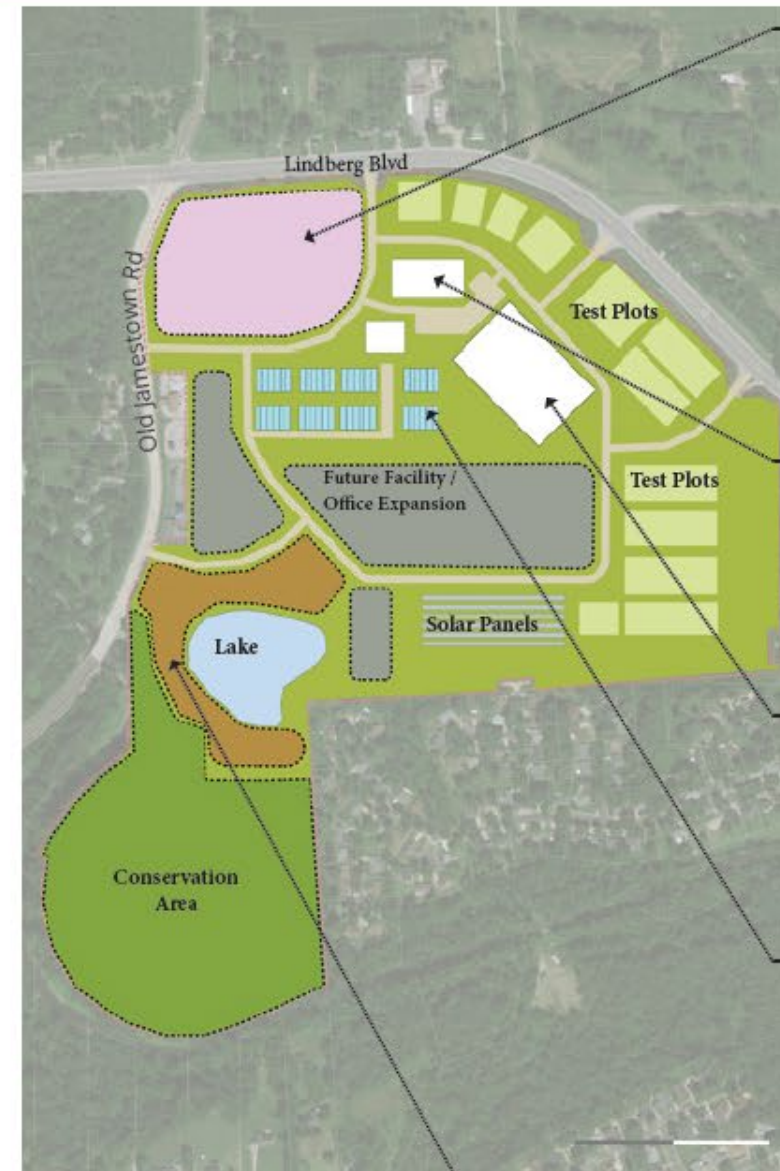 Lindberg Blvd
Old Jamestown Rd
Test Plots
Future Facility /
Office Expansion
Test Plots
Solar Panels
Lake
Conservation
Area